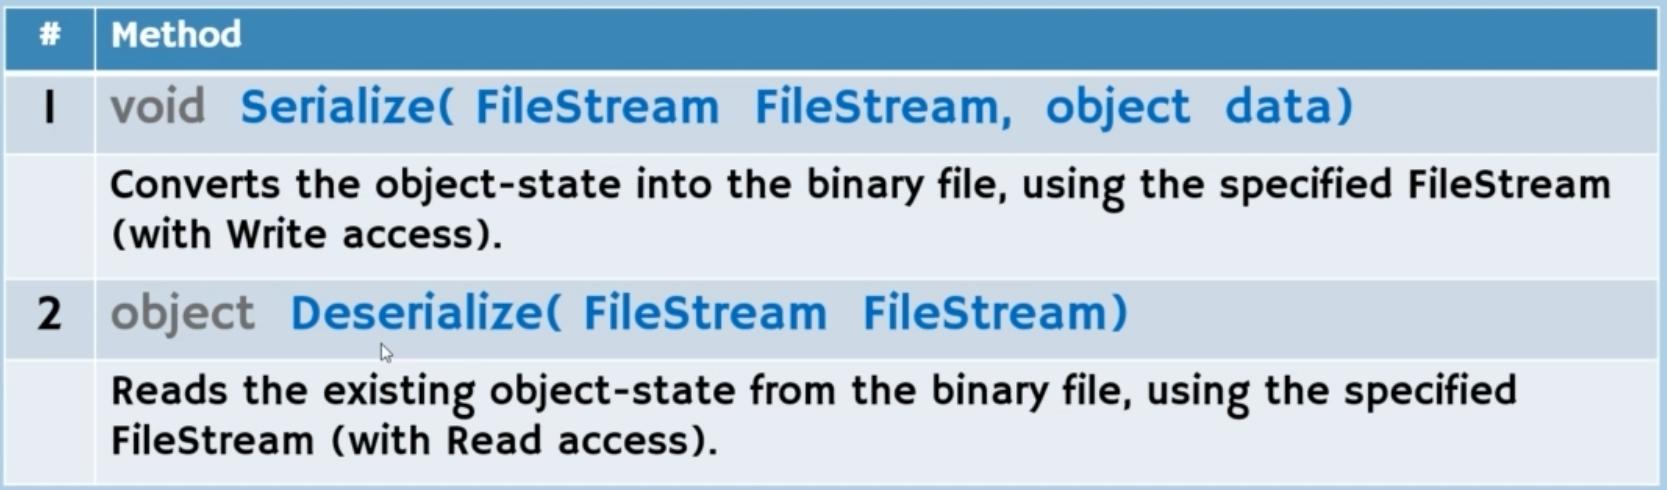 # Method
1 void Serialize( FileStream FileStream, object data)
Converts the object-state into the binary file, using the specified FileStream
(with Write access).
2 object Deserialize( FileStream FileStream)
Reads the existing object-state from the binary file, using the specified
FileStream (with Read access).